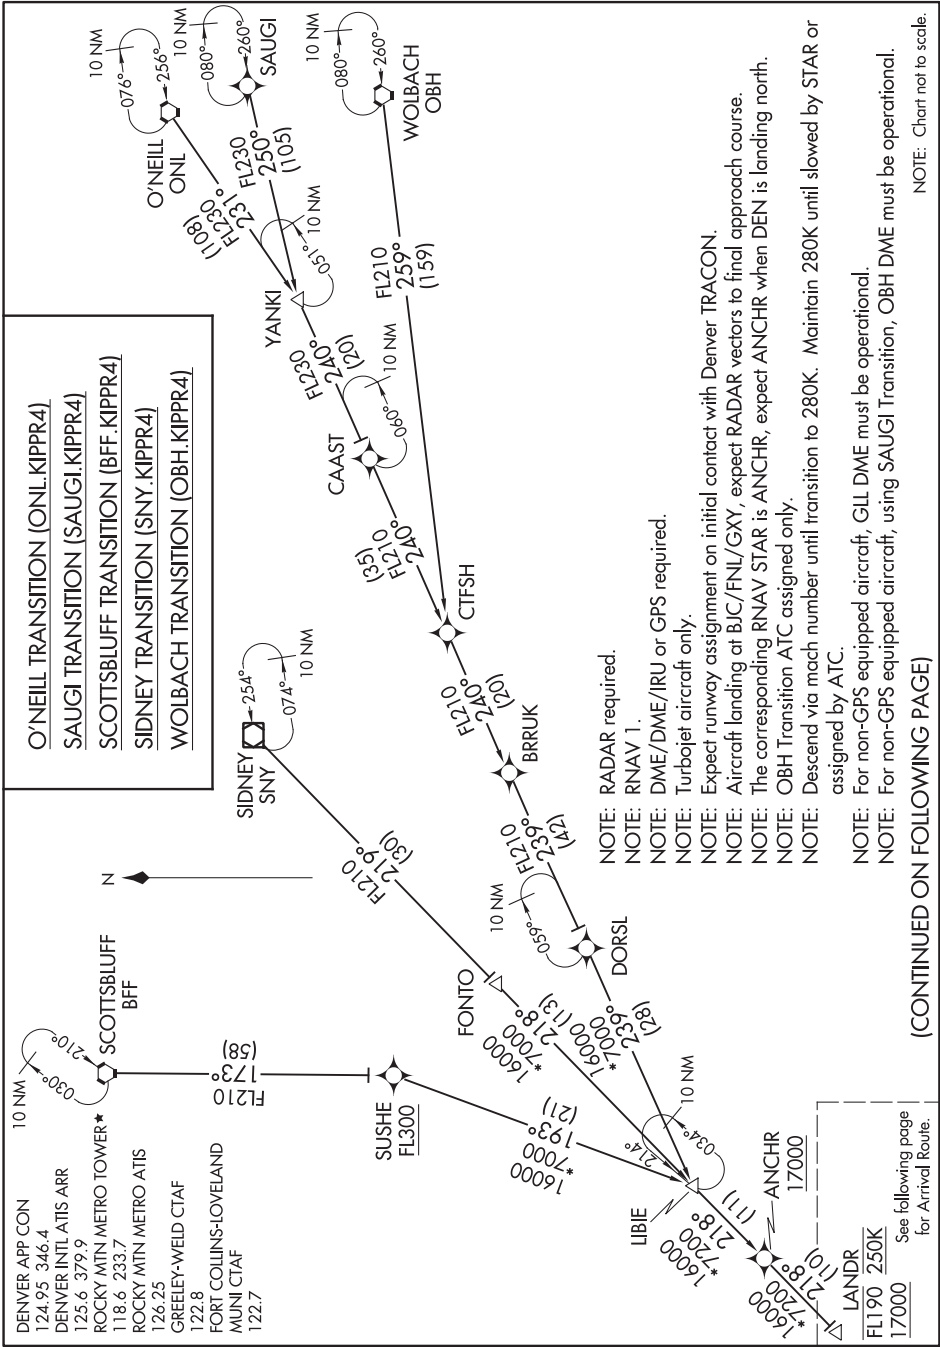 DENVER APP CON
124.95 346.4
DENVER INTL ATIS ARR
125.6 379.9
ROCKY MTN METRO TOWER★
118.6 233.7
ROCKY MTN METRO ATIS
126.25
GREELEY-WELD CTAF
122.8
FORT COLLINS-LOVELAND
MUNI CTAF
122.7
O'NEILL TRANSITION (ONL.KIPPR4)
SAUGI TRANSITION (SAUGI.KIPPR4)
SCOTTSBLUFF TRANSITION (BFF.KIPPR4)
SIDNEY TRANSITION (SNY.KIPPR4)
WOLBACH TRANSITION (OBH.KIPPR4)
N
10 NM
030°
210°
SCOTTSBLUFF
BFF
FL210
173°
(58)
SUSHE
FL300
16000
*7000
193°
(21)
SIDNEY
SNY
254°
074°
10 NM
FL210
219°
(30)
FONTO
16000
*7000
218°
(13)
O'NEILL
ONL
10 NM
076°
256°
(108)
FL230
231°
10 NM
080°
260°
SAUGI
FL230
250°
(105)
YANKI
051°
10 NM
FL230
240°
(20)
CAAST
060°
10 NM
(35)
FL210
240°
10 NM
080°
260°
WOLBACH
OBH
FL210
259°
(159)
CTFSH
FL210
240°
(20)
BRRUK
FL210
239°
(42)
10 NM
059°
DORSL
16000
*7000
239°
(28)
LIBIE
214°
034°
10 NM
16000
*7200
218°
(11)
ANCHR
17000
16000
*7200
218°
(10)
LANDR
FL190 250K
17000
See following page
for Arrival Route.
NOTE: RADAR required.
NOTE: RNAV 1.
NOTE: DME/DME/IRU or GPS required.
NOTE: Turbojet aircraft only.
NOTE: Expect runway assignment on initial contact with Denver TRACON.
NOTE: Aircraft landing at BJC/FNL/GXY, expect RADAR vectors to final approach course.
NOTE: The corresponding RNAV STAR is ANCHR, expect ANCHR when DEN is landing north.
NOTE: OBH Transition ATC assigned only.
NOTE: Descend via mach number until transition to 280K. Maintain 280K until slowed by STAR or
assigned by ATC.
NOTE: For non-GPS equipped aircraft, GLL DME must be operational.
NOTE: For non-GPS equipped aircraft, using SAUGI Transition, OBH DME must be operational.
(CONTINUED ON FOLLOWING PAGE)
NOTE: Chart not to scale.